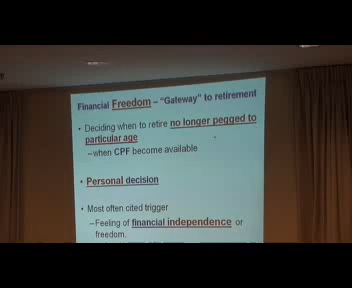 Financial Freedom – "Gateway" to retirement
• Deciding when to retire no longer pegged to
particular age
–when CPF become available
• Personal decision
• Most often cited trigger
–Feeling of financial independence or
freedom.